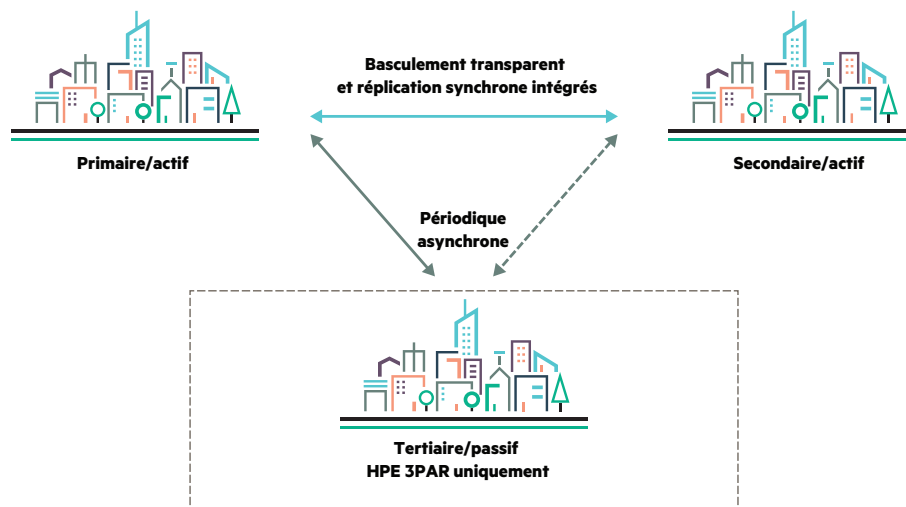 Basculement transparent
et réplication synchrone intégrés
Primaire/actif
Secondaire/actif
Périodique
asynchrone
Tertiaire/passif
HPE 3PAR uniquement